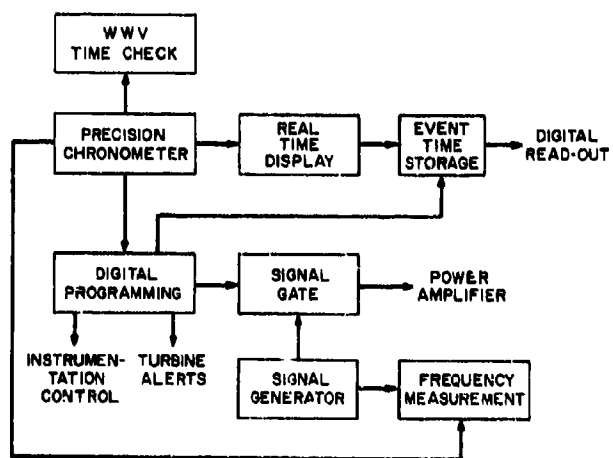 WWV
TIME CHECK
PRECISION
CHRONOMETER
REAL
TIME
DISPLAY
EVENT
TIME
STORAGE
DIGITAL
READ-OUT
DIGITAL
PROGRAMMING
SIGNAL
GATE
POWER
AMPLIFIER
INSTRUMEN-
TATION
CONTROL
TURBINE
ALERTS
SIGNAL
GENERATOR
FREQUENCY
MEASUREMENT